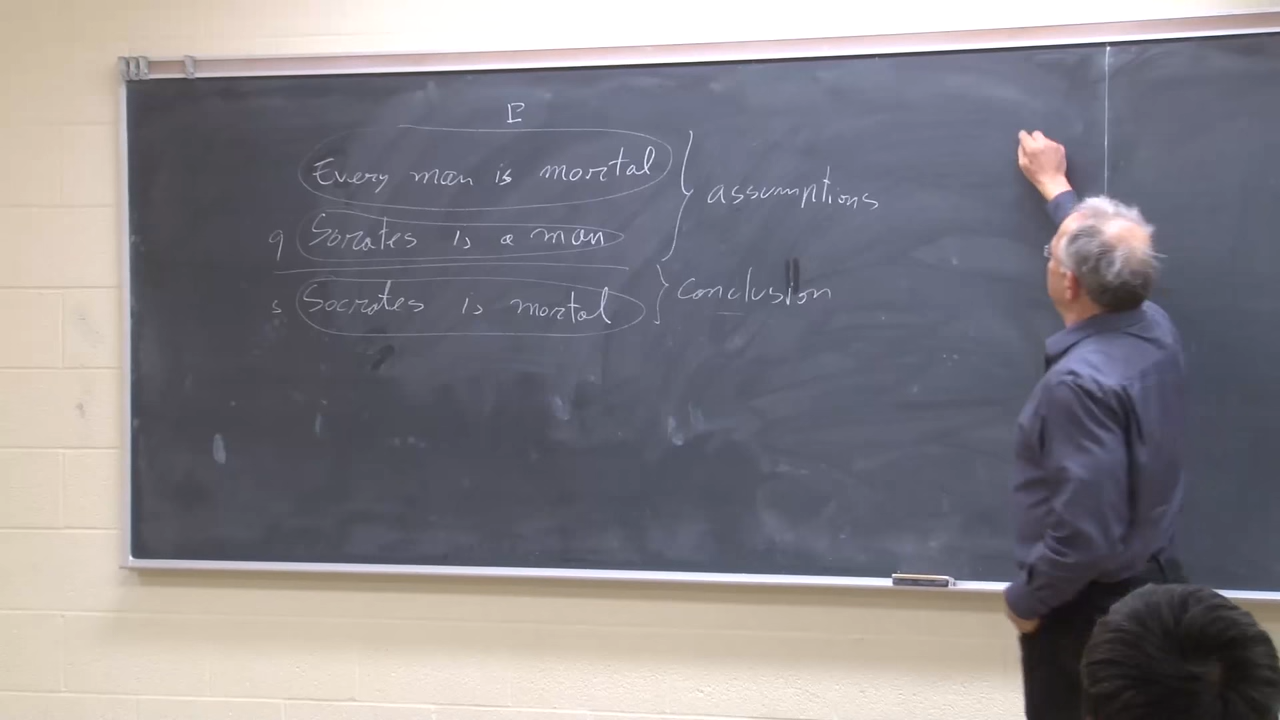 Every man is mortal
assumptions
q Socrates is a man
s Socrates is mortal
conclusion